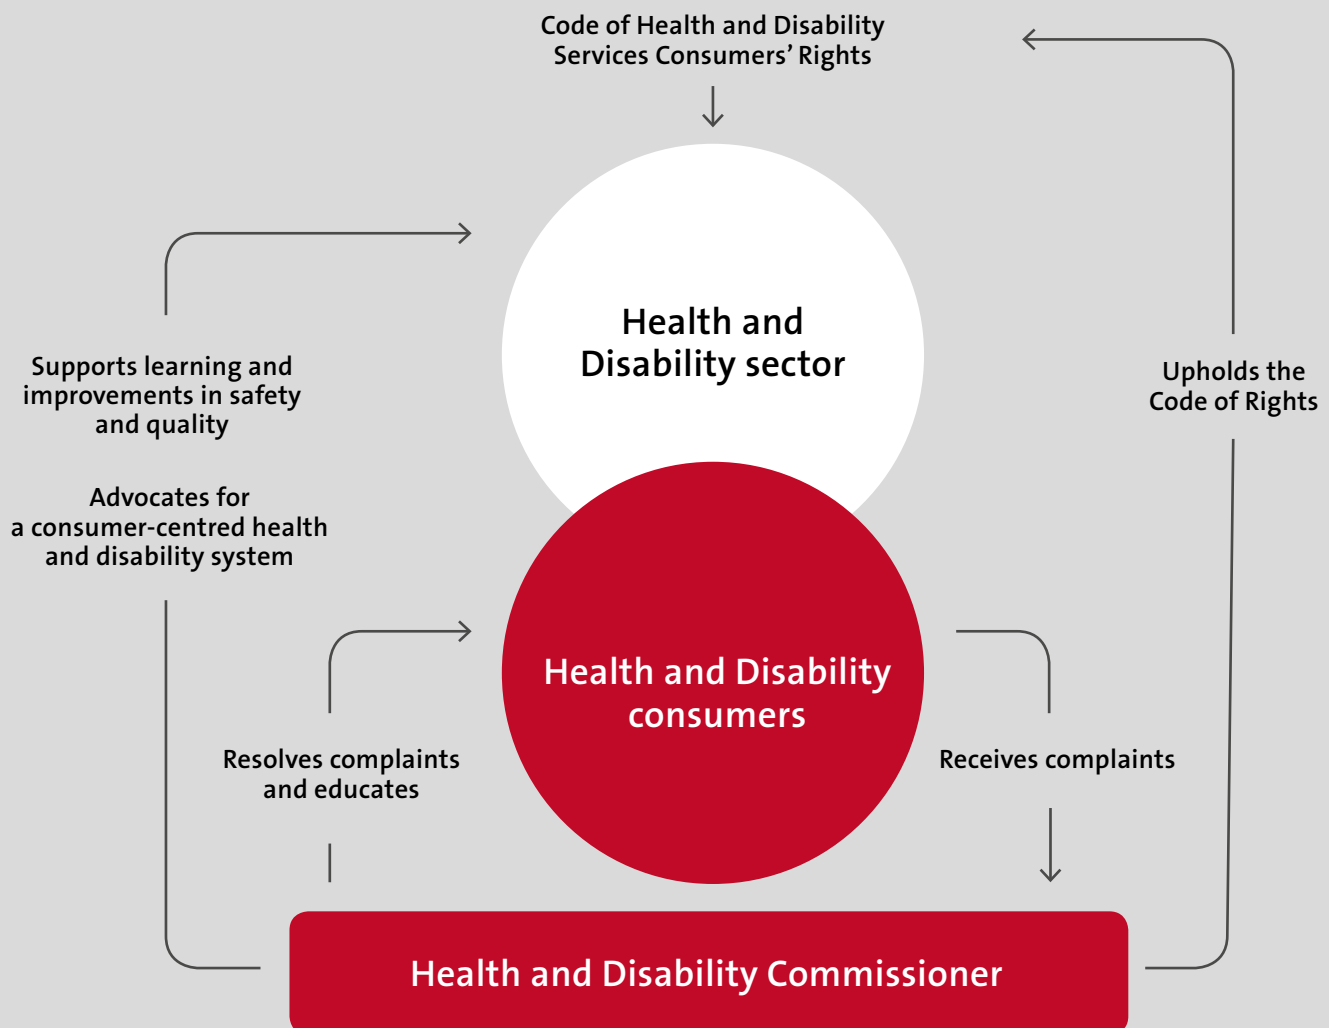 Code of Health and Disability
Services Consumers’ Rights
Health and
Disability sector
Supports learning and
improvements in safety
and quality
Advocates for
a consumer-centred health
and disability system
Upholds the
Code of Rights
Health and Disability
consumers
Resolves complaints
and educates
Receives complaints
Health and Disability Commissioner